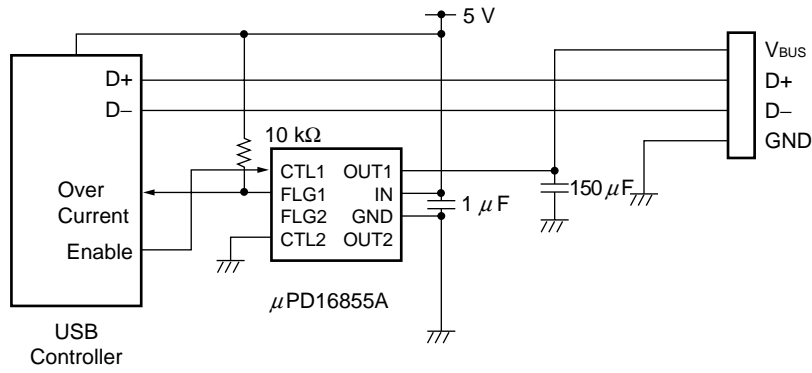 5 V
VBUS
D+
D+
D−
D−
GND
10 kΩ
CTL1 OUT1
FLG1 IN
FLG2 GND
CTL2 OUT2
Over
Current
Enable
1 μF
150 μF
μPD16855A
USB
Controller